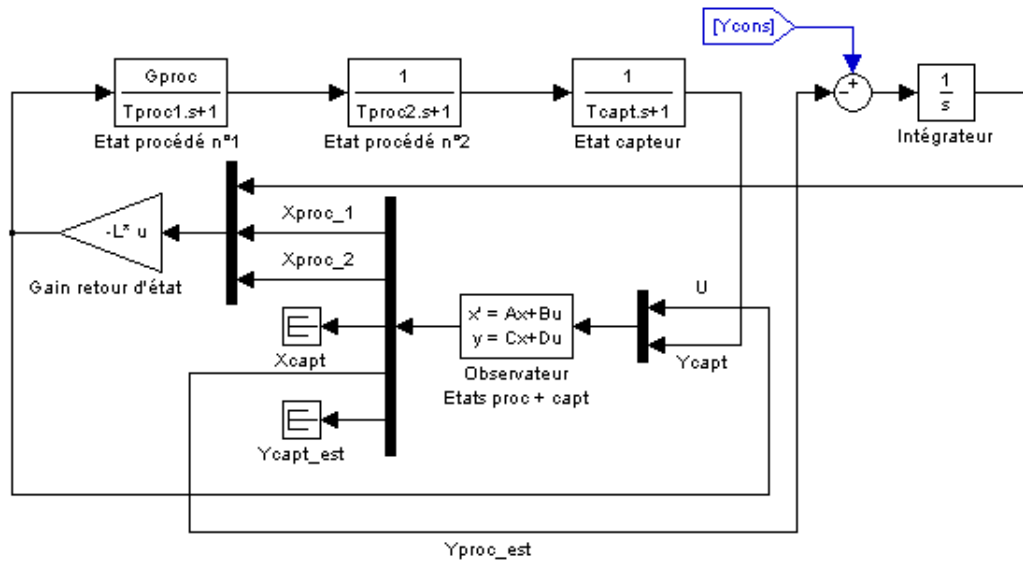 [Ycons]
Gproc
Tproc1.s+1
Etat procédé n°1
1
Tproc2.s+1
Etat procédé n°2
1
Tcapt.s+1
Etat capteur
-+
1
s
Intégrateur
-L* u
Gain retour d'état
Xproc_1
Xproc_2
Xcapt
Ycapt_est
x' = Ax+Bu
y = Cx+Du
Observateur
Etats proc + capt
U
Ycapt
Yproc_est